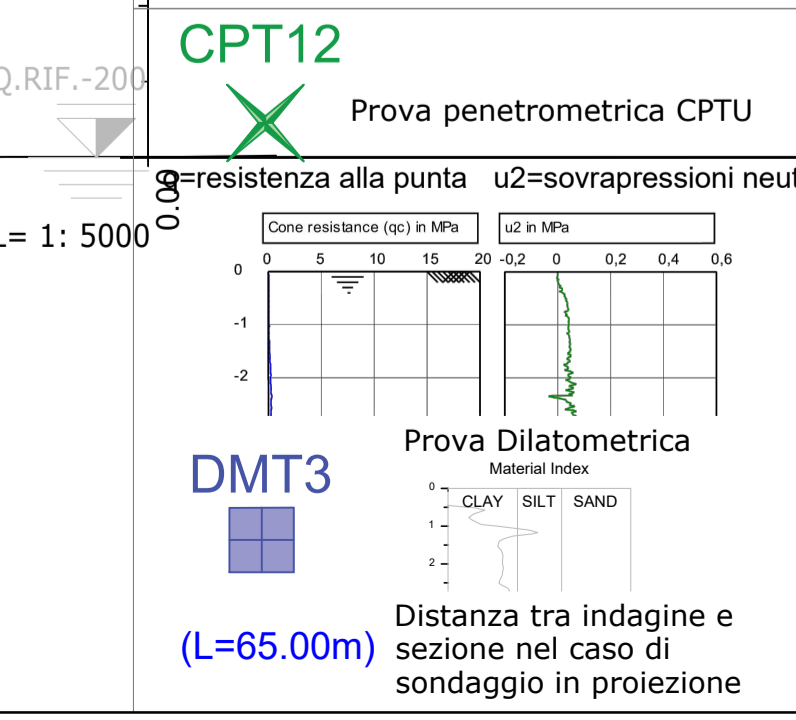 CPT12
Q.RIF.-200
Prova penetrometrica CPTU
=resistenza alla punta u2=sovrapressioni neut
0.00
L= 1: 5000
Cone resistance (qc) in MPa u2 in MPa
0 5 10 15 20 -0,2 0 0,2 0,4 0,6
0
-1
-2
Prova Dilatometrica
DMT3
Material Index
0
CLAY SILT SAND
1
2
Distanza tra indagine e
(L=65.00m) sezione nel caso di
sondaggio in proiezione